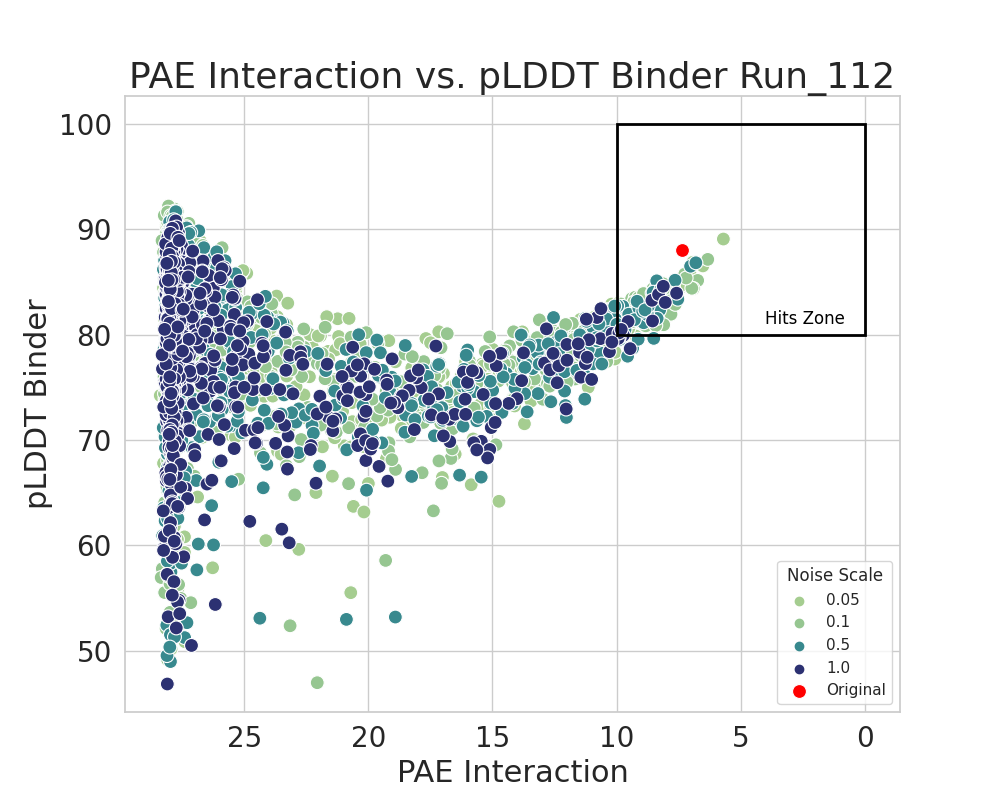 PAE Interaction vs. pLDDT Binder Run_112
100
90
80
70
60
50
pLDDT Binder
Hits Zone
Noise Scale
0.05
0.1
0.5
1.0
Original
25 20 15 10 5 0
PAE Interaction